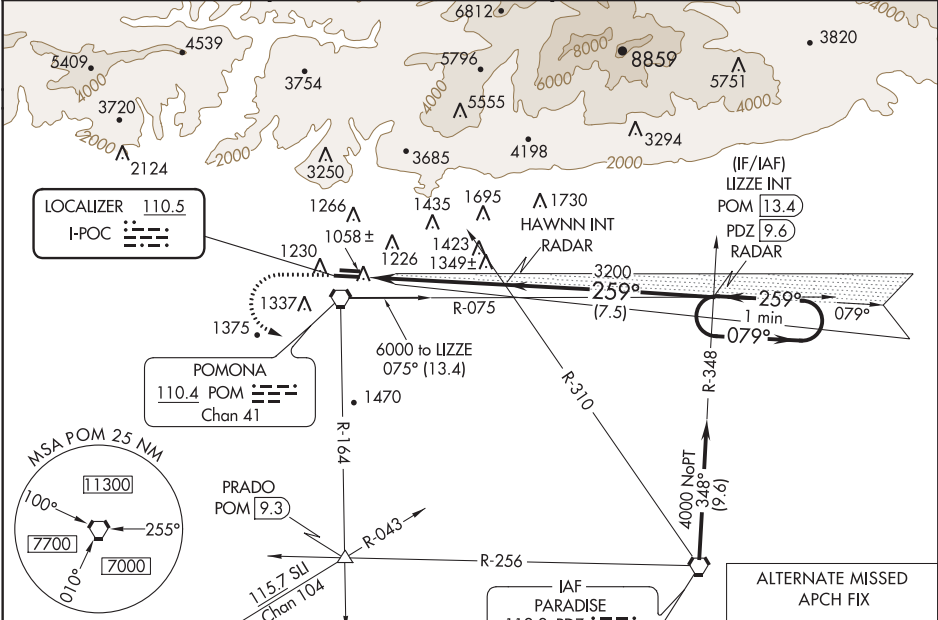 6812
4000
4539
5409
4000
3754
5796
8000
8859
3820
6000
5751
4000
4000
5555
3720
2000
2124
2000
3250
3685
4198
3294
2000
(IF/IAF)
LIZZE INT
POM 13.4
PDZ 9.6
RADAR
LOCALIZER 110.5
I-POC
1266
1435
1695
1730
1058 ±
1226
1423
1349±
HAWNN INT
RADAR
1230
3200
259°
(7.5)
259°
1 min
079°
079°
1337
1375
R-075
6000 to LIZZE
075° (13.4)
POMONA
110.4 POM
Chan 41
1470
R-164
R-310
R-348
4000 NoPT
348°
(9.6)
MSA POM 25 NM
11300
100°
255°
7700
7000
010°
PRADO
POM 9.3
R-043
R-256
115.7 SLI
Chan 104
IAF
PARADISE
ALTERNATE MISSED
APCH FIX